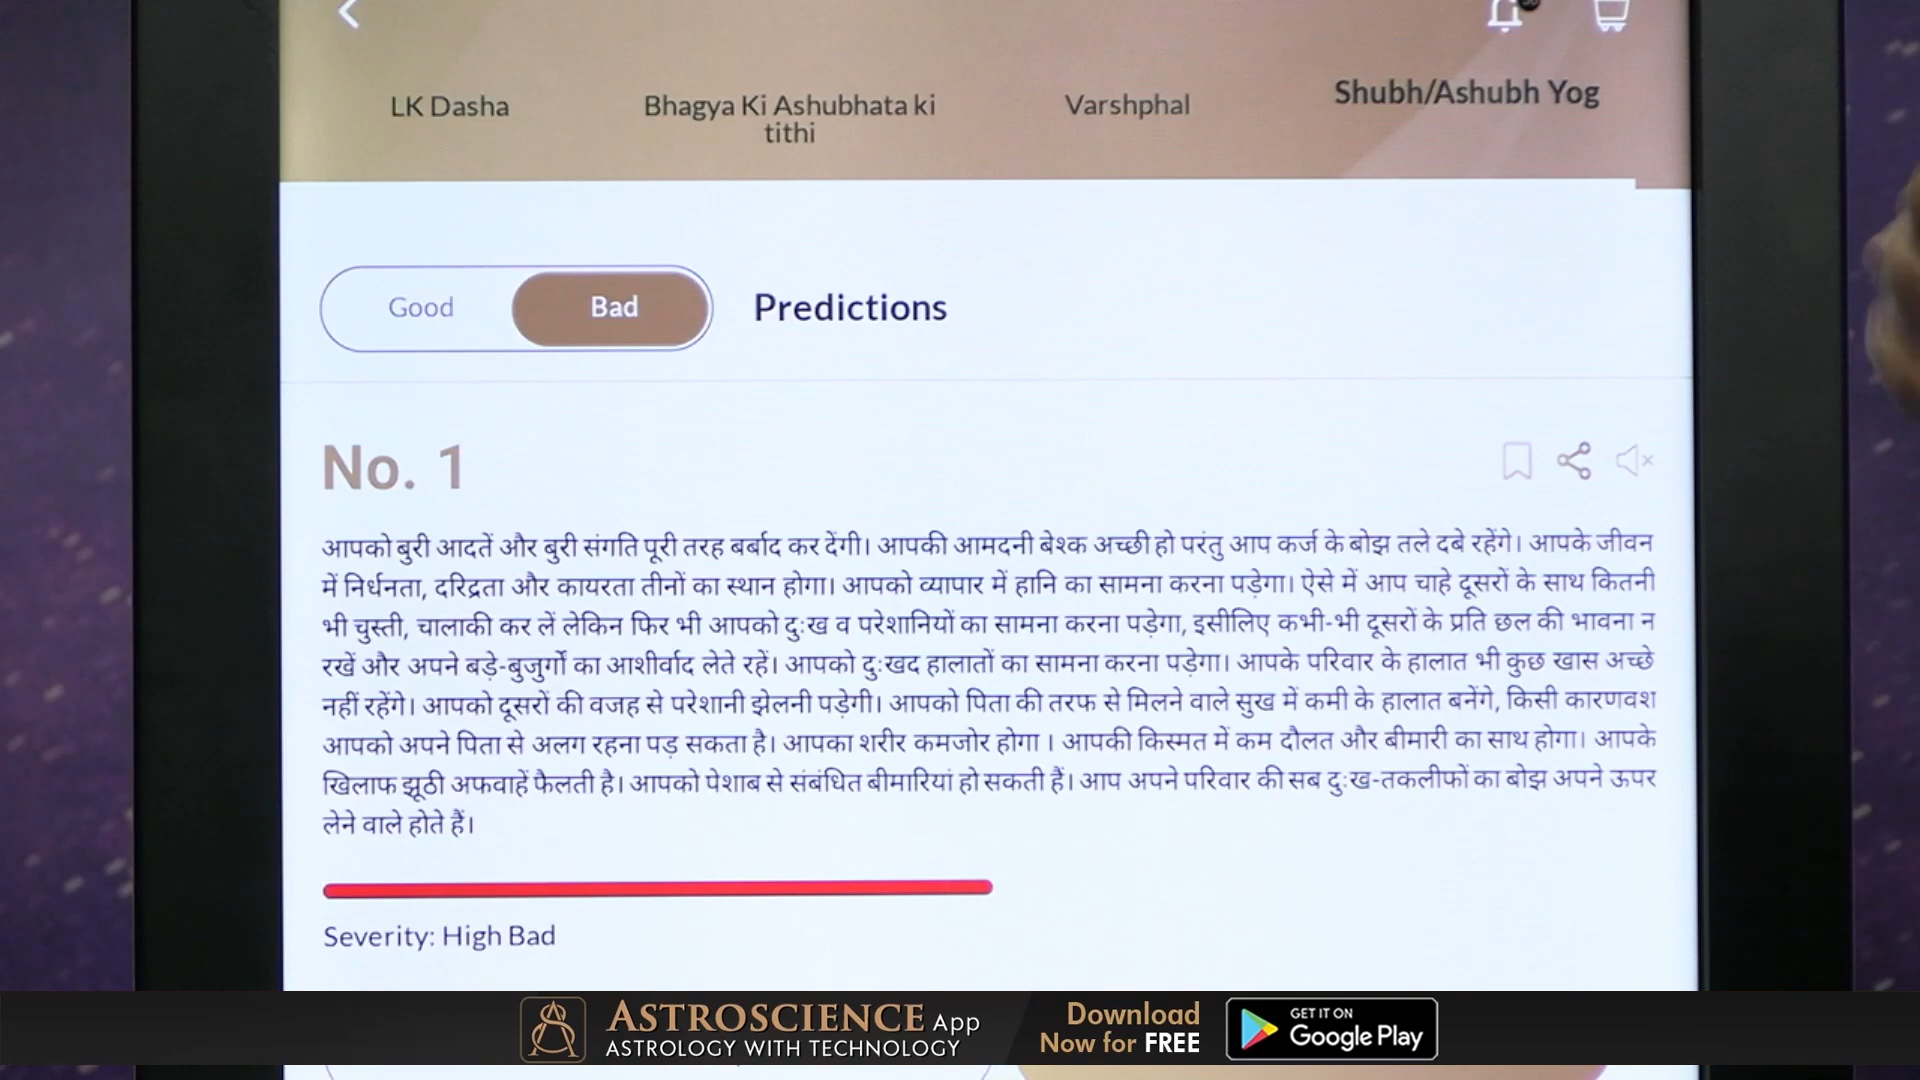 LK Dasha
Bhagya Ki Ashubhata ki
tithi
Varshphal
Shubh/Ashubh Yog
Good
Bad
Predictions
No. 1
आपको बुरी आदतें और बुरी संगति पूरी तरह बर्बाद कर देंगी। आपकी आमदनी बेश्क अच्छी हो परंतु आप कर्ज के बोझ तले दबे रहेंगे। आपके जीवन
में निर्धनता, दरिद्रता और कायरता तीनों का स्थान होगा। आपको व्यापार में हानि का सामना करना पड़ेगा। ऐसे में आप चाहे दूसरों के साथ कितनी
भी चुस्ती, चालाकी कर लें लेकिन फिर भी आपको दुःख व परेशानियों का सामना करना पड़ेगा, इसीलिए कभी-भी दूसरों के प्रति छल की भावना न
रखें और अपने बड़े-बुजुर्गों का आशीर्वाद लेते रहें। आपको दुःखद हालातों का सामना करना पड़ेगा। आपके परिवार के हालात भी कुछ खास अच्छे
नहीं रहेंगे। आपको दूसरों की वजह से परेशानी झेलनी पड़ेगी। आपको पिता की तरफ से मिलने वाले सुख में कमी के हालात बनेंगे, किसी कारणवश
आपको अपने पिता से अलग रहना पड़ सकता है। आपका शरीर कमजोर होगा । आपकी किस्मत में कम दौलत और बीमारी का साथ होगा। आपके
खिलाफ झूठी अफवाहें फैलती है। आपको पेशाब से संबंधित बीमारियां हो सकती हैं। आप अपने परिवार की सब दुःख-तकलीफों का बोझ अपने ऊपर
लेने वाले होते हैं।
Severity: High Bad
ASTROSCIENCE App
ASTROLOGY WITH TECHNOLOGY
Download
Now for FREE
GET IT ON
Google Play